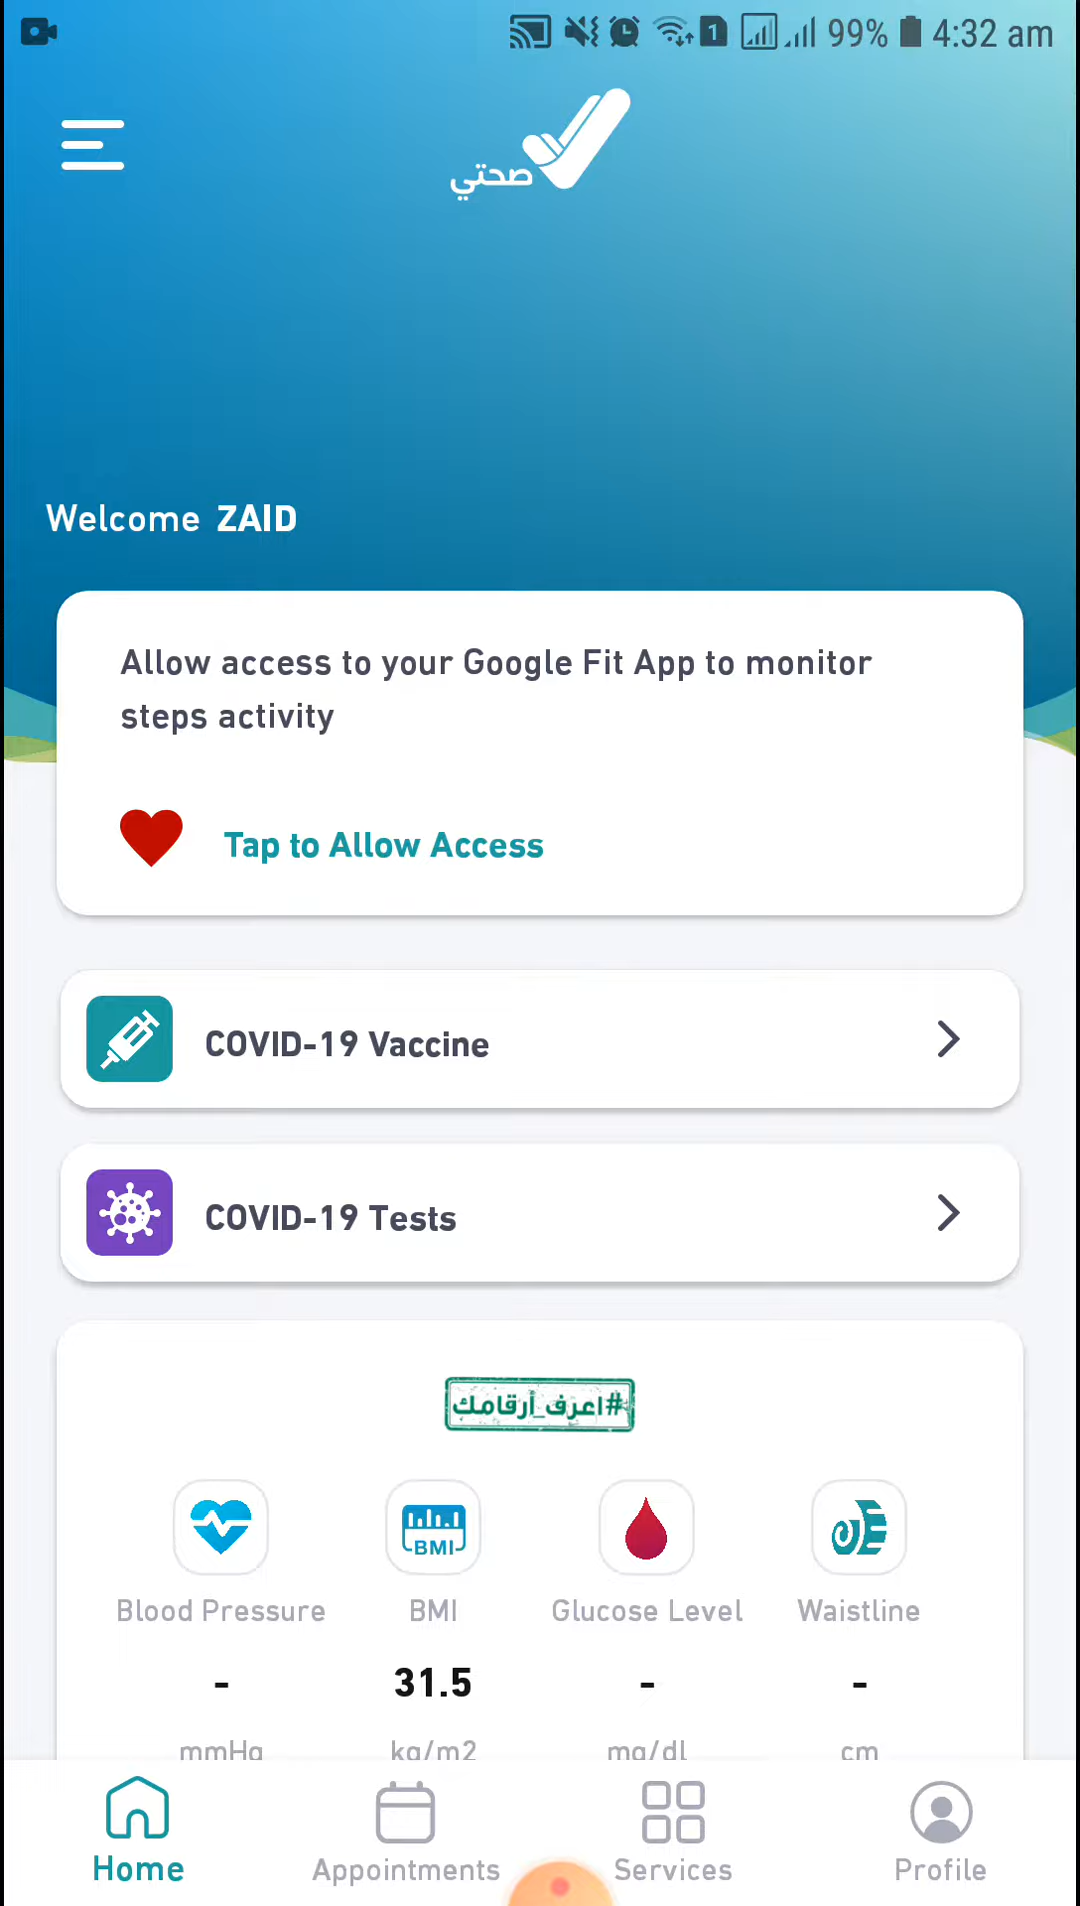 1 99% 4:32 am
صحتي
Welcome ZAID
Allow access to your Google Fit App to monitor
steps activity
Tap to Allow Access
COVID-19 Vaccine
COVID-19 Tests
#اعرف_أرقامك
BMI
Blood Pressure BMI Glucose Level Waistline
- 31.5 - -
mmHg kg/m2 mg/dl cm
Home Appointments Services Profile